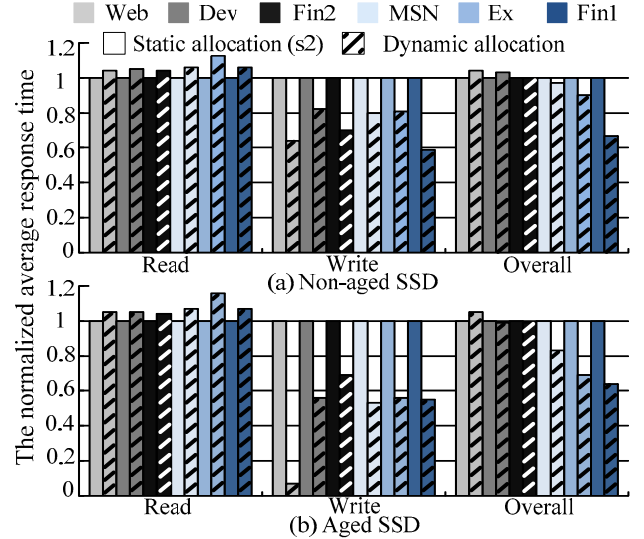 Web Dev Fin2 MSN Ex Fin1
Static allocation (s2) Dynamic allocation
The normalized average response time
1.2
1
0.8
0.6
0.4
0.2
0
Read Write Overall
(a) Non-aged SSD
1.2
1
0.8
0.6
0.4
0.2
0
Read Write Overall
(b) Aged SSD